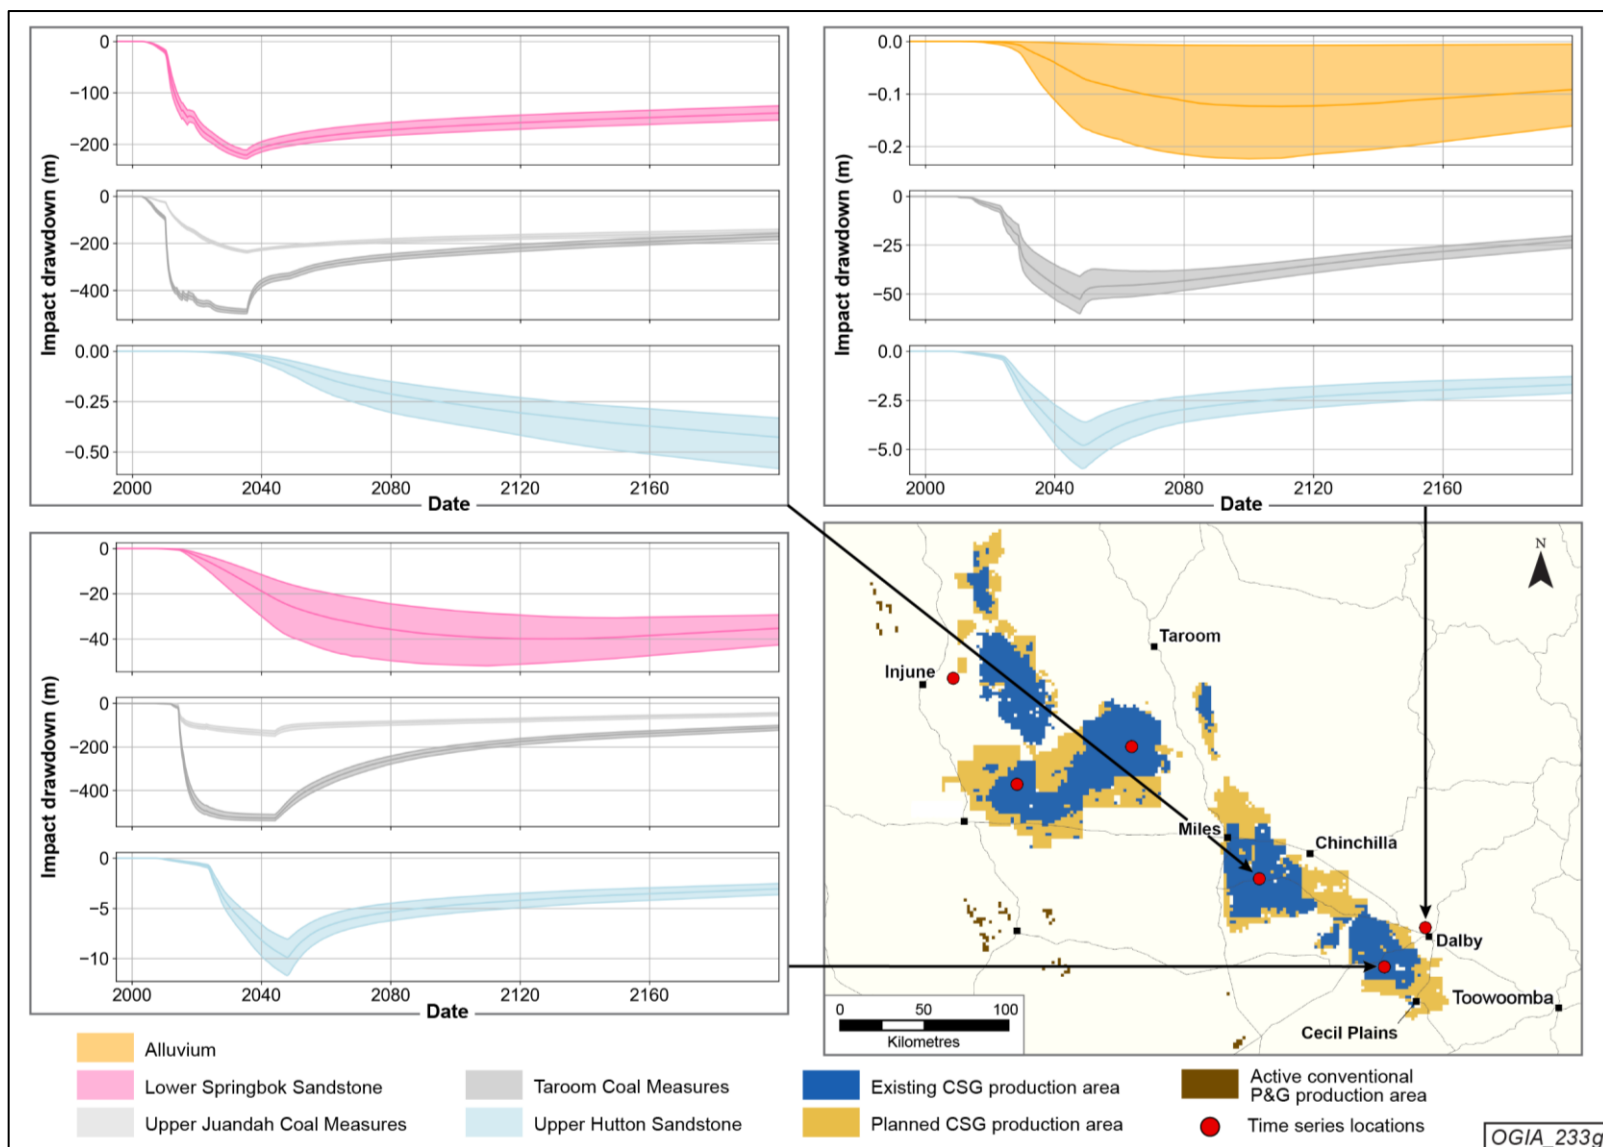 0
−100
−200
0
−200
−400
0.00
−0.25
−0.50
Impact drawdown (m)
2000 2040 2080 2120 2160
Date
0.0
−0.1
−0.2
0
−25
−50
0.0
−2.5
−5.0
Impact drawdown (m)
2000 2040 2080 2120 2160
Date
0
−20
−40
0
−200
−400
0
−5
−10
Impact drawdown (m)
2000 2040 2080 2120 2160
Date
N
Taroom
Injune
Miles
Chinchilla
Dalby
Toowoomba
Cecil Plains
0 50 100
Kilometres
Alluvium
Lower Springbok Sandstone
Upper Juandah Coal Measures
Taroom Coal Measures
Upper Hutton Sandstone
Existing CSG production area
Planned CSG production area
Active conventional
P&G production area
Time series locations
OGIA_233g